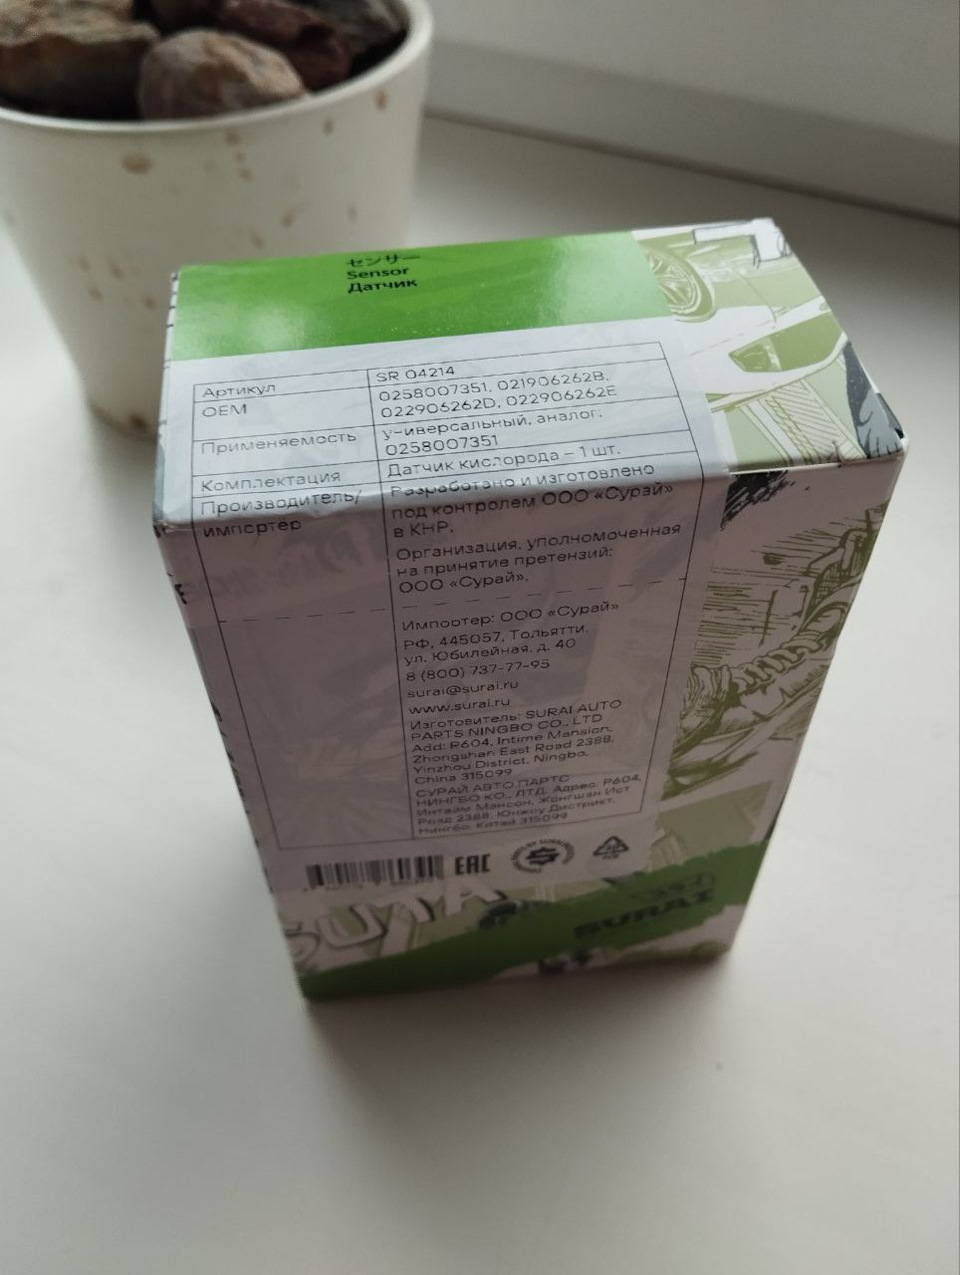 センサー
Sensor
Датчик
Артикул
SR 04214
OEM
0258007351, 021906262B,
022906262D, 022906262E
Применяемость
у-иверсальный, аналог:
0258007351
Комплектация
Датчик кислорода – 1 шт.
Производитель/
импортёр
Разработано и изготовлено
под контролем ООО «Сурай»
в КНР.
Организация, уполномоченная
на принятие претензий:
ООО «Сурай».
Импортер: ООО «Сурай»
РФ, 445057, Тольятти,
ул. Юбилейная, д. 40
8 (800) 737-77-95
surai@surai.ru
www.surai.ru
Изготовитель: SURAI AUTO
PARTS NINGBO CO., LTD
Add: R604, Intime Mansion,
Zhongshan East Road 2388,
Yinzhou District, Ningbo,
China 315099
СУРАЙ АВТО ПАРТС
НИНГБО КО., ЛТД. Адрес: Р604,
Интайм Мансон, Жонгшан Ист
Роад 2388, Юнжоу Дистрикт,
Нингбо, Китай 315099
EAC
SURAI